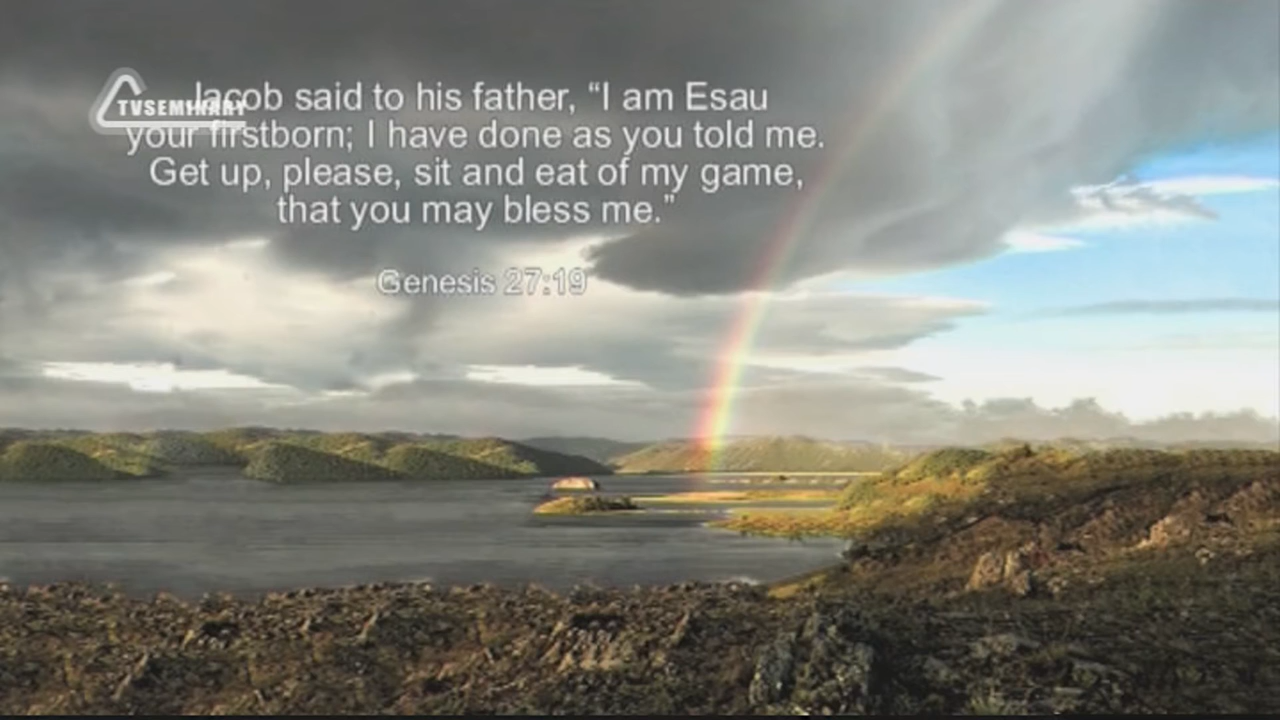 TVSEMINARY
Jacob said to his father, “I am Esau
your firstborn; I have done as you told me.
Get up, please, sit and eat of my game,
that you may bless me.”
Genesis 27:19